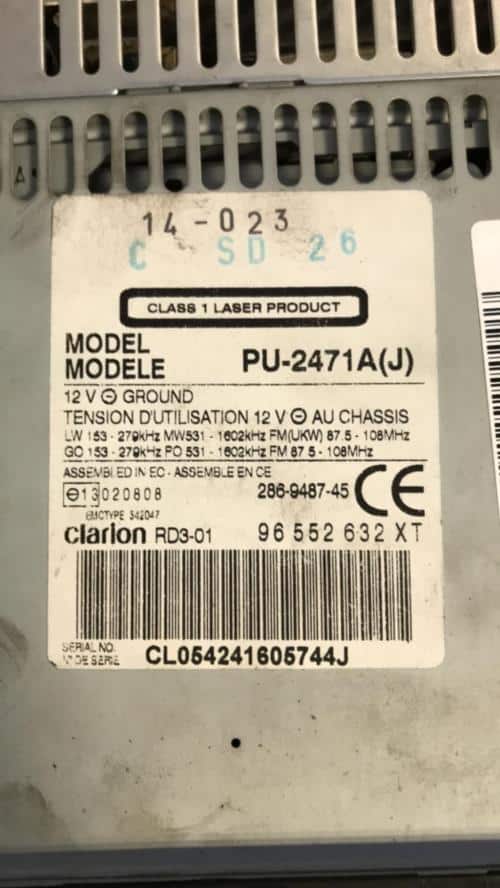 14-023
C SD 26
CLASS 1 LASER PRODUCT
MODEL
MODELE PU-2471A(J)
12 V ⊖ GROUND
TENSION D'UTILISATION 12 V ⊖ AU CHASSIS
LW 153 - 279kHz MW531 - 1602kHz FM(UKW) 87.5 - 108MHz
GO 153 - 279kHz PO 531 - 1602kHz FM 87.5 - 108MHz
ASSEMBLED IN EC - ASSEMBLE EN CE
e13 020808 286-9487-45 CE
EMCTYPE 342047
clarion RD3-01 96 552 632 XT
SERIAL NO.
N° DE SERIE CL054241605744J